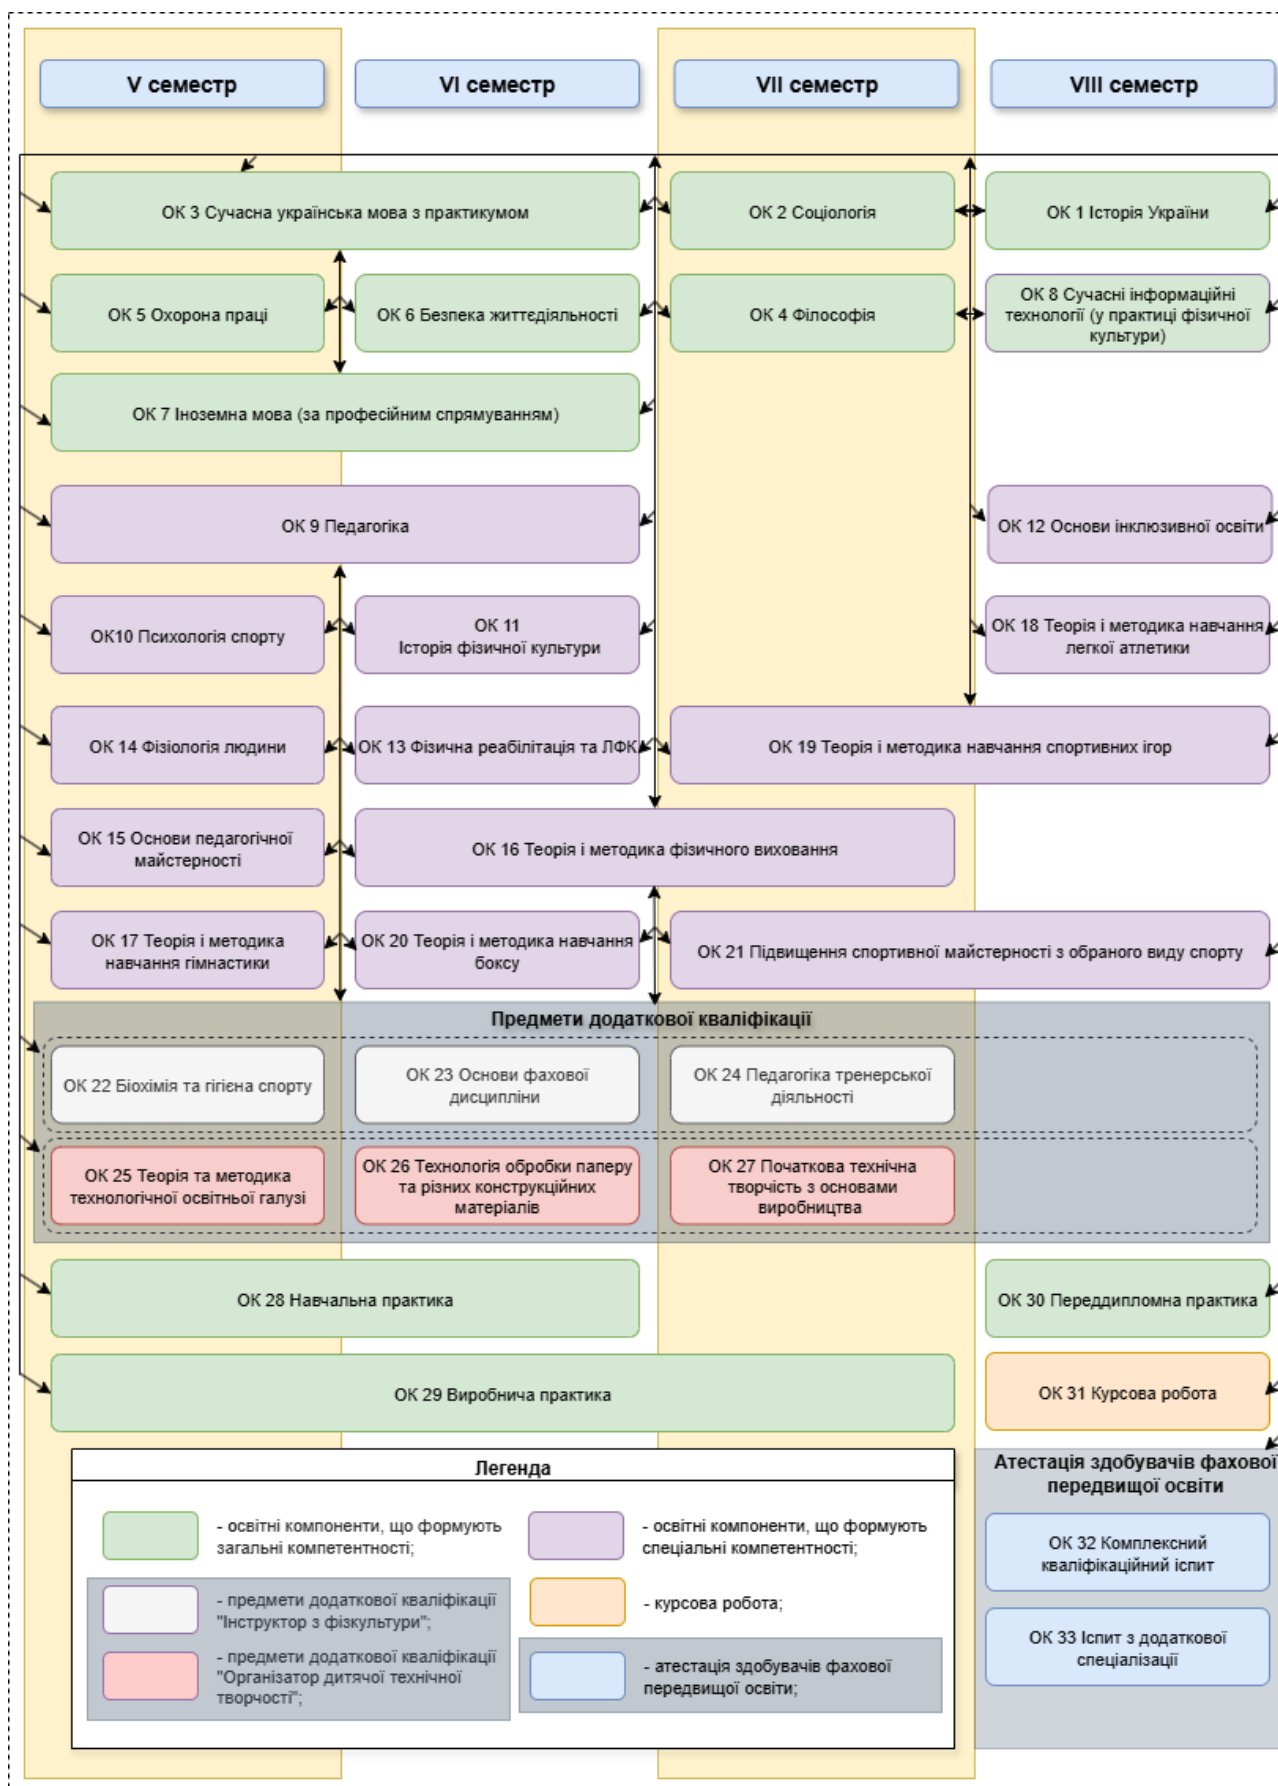 V семестр
VI семестр
VII семестр
VIII семестр
ОК 3 Сучасна українська мова з практикумом
ОК 2 Соціологія
ОК 1 Історія України
ОК 5 Охорона праці
ОК 6 Безпека життєдіяльності
ОК 4 Філософія
ОК 8 Сучасні інформаційні
технології (у практиці фізичної
культури)
ОК 7 Іноземна мова (за професійним спрямуванням)
ОК 9 Педагогіка
ОК 12 Основи інклюзивної освіти
ОК10 Психологія спорту
ОК 11
Історія фізичної культури
ОК 18 Теорія і методика навчання
легкої атлетики
ОК 14 Фізіологія людини
ОК 13 Фізична реабілітація та ЛФК
ОК 19 Теорія і методика навчання спортивних ігор
ОК 15 Основи педагогічної
майстерності
ОК 16 Теорія і методика фізичного виховання
ОК 17 Теорія і методика
навчання гімнастики
ОК 20 Теорія і методика навчання
боксу
ОК 21 Підвищення спортивної майстерності з обраного виду спорту
Предмети додаткової кваліфікації
ОК 22 Біохімія та гігієна спорту
ОК 23 Основи фахової
дисципліни
ОК 24 Педагогіка тренерської
діяльності
ОК 25 Теорія та методика
технологічної освітньої галузі
ОК 26 Технологія обробки паперу
та різних конструкційних
матеріалів
ОК 27 Початкова технічна
творчість з основами
виробництва
ОК 28 Навчальна практика
ОК 30 Переддипломна практика
ОК 29 Виробнича практика
ОК 31 Курсова робота
Легенда
- освітні компоненти, що формують
загальні компетентності;
- освітні компоненти, що формують
спеціальні компетентності;
- предмети додаткової кваліфікації
"Інструктор з фізкультури";
- курсова робота;
- предмети додаткової кваліфікації
"Організатор дитячої технічної
творчості";
- атестація здобувачів фахової
передвищої освіти;
Атестація здобувачів фахової
передвищої освіти
ОК 32 Комплексний
кваліфікаційний іспит
ОК 33 Іспит з додаткової
спеціалізації